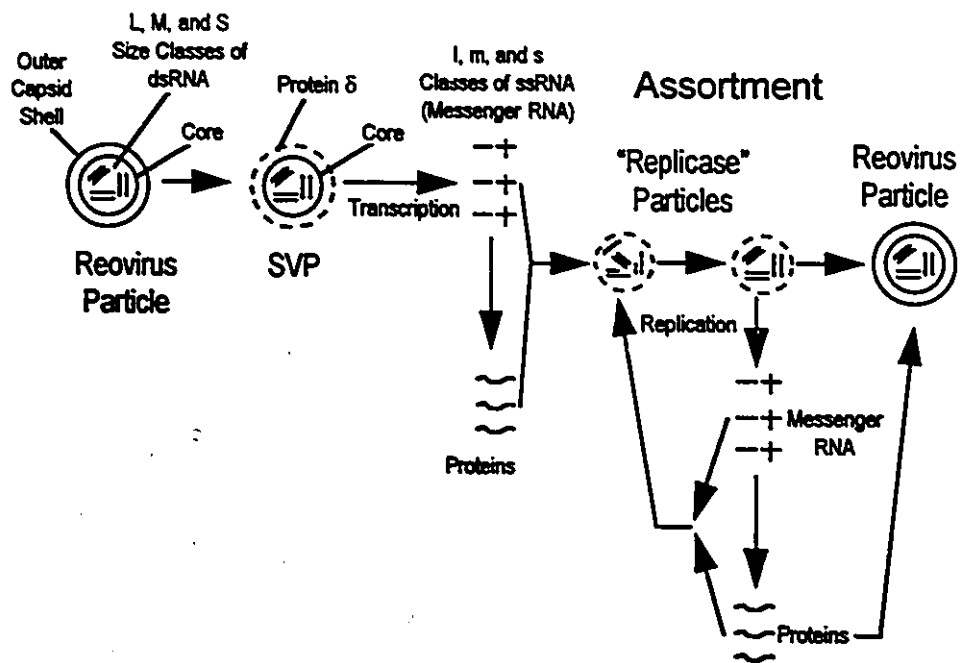 L, M, and S
Size Classes of
dsRNA
Outer
Capsid
Shell
Core
Reovirus
Particle
Protein δ
Core
SVP
Transcription
l, m, and s
Classes of ssRNA
(Messenger RNA)
−+
−+
−+
Proteins
Assortment
"Replicase"
Particles
Reovirus
Particle
Replication
−+
−+
−+
Messenger
RNA
Proteins